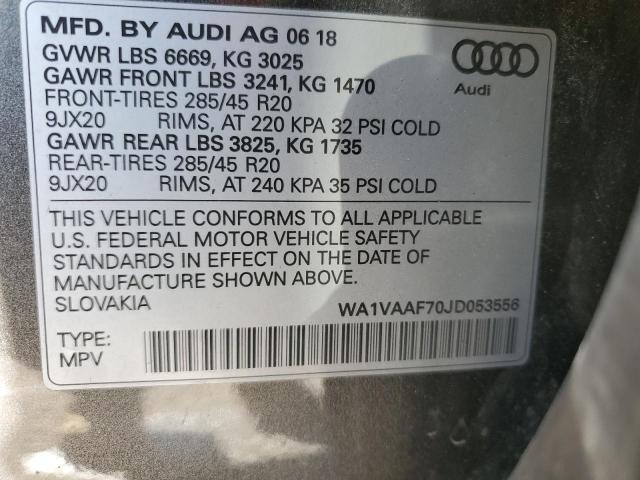 MFD. BY AUDI AG 06 18
GVWR LBS 6669, KG 3025
GAWR FRONT LBS 3241, KG 1470
FRONT-TIRES 285/45 R20
9JX20 RIMS, AT 220 KPA 32 PSI COLD
GAWR REAR LBS 3825, KG 1735
REAR-TIRES 285/45 R20
9JX20 RIMS, AT 240 KPA 35 PSI COLD
Audi
THIS VEHICLE CONFORMS TO ALL APPLICABLE
U.S. FEDERAL MOTOR VEHICLE SAFETY
STANDARDS IN EFFECT ON THE DATE OF
MANUFACTURE SHOWN ABOVE.
SLOVAKIA WA1VAAF70JD053556
TYPE:
MPV